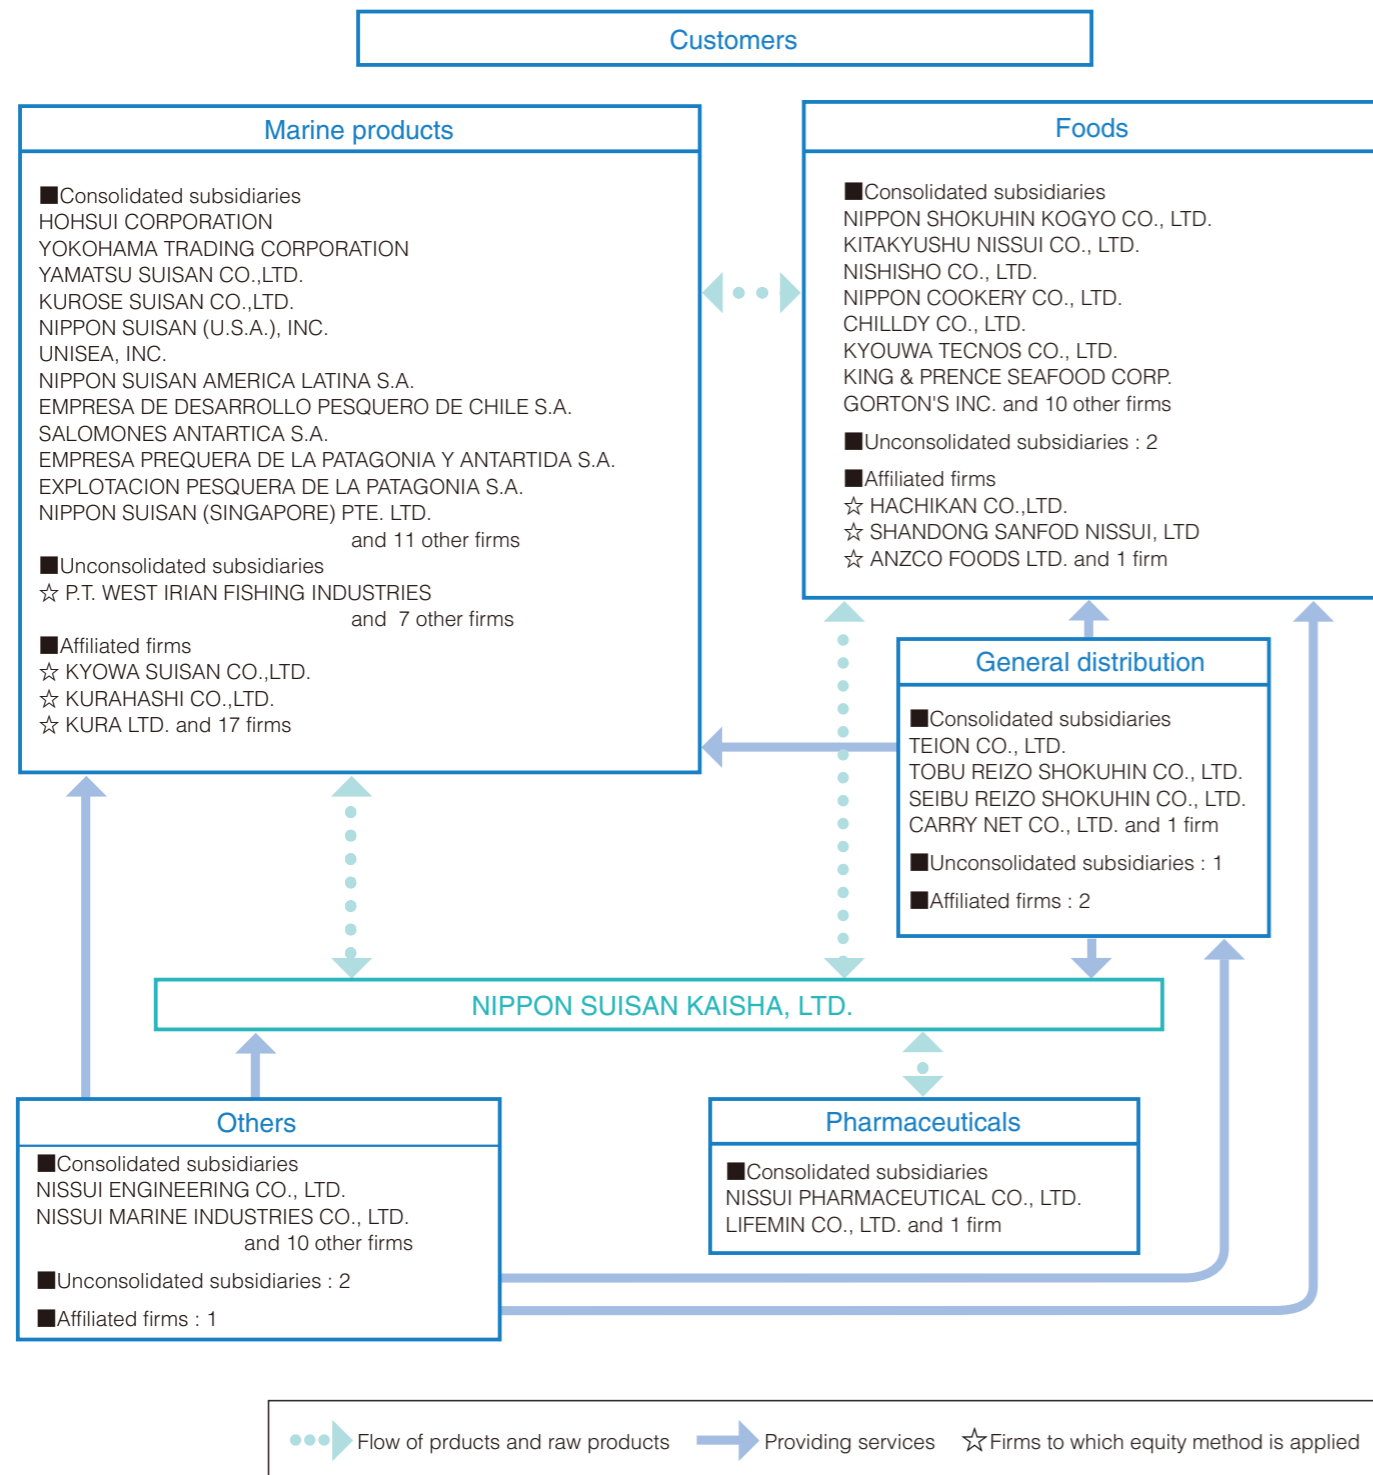 Customers
Marine products
■Consolidated subsidiaries
HOHSUI CORPORATION
YOKOHAMA TRADING CORPORATION
YAMATSU SUISAN CO.,LTD.
KUROSE SUISAN CO.,LTD.
NIPPON SUISAN (U.S.A.), INC.
UNISEA, INC.
NIPPON SUISAN AMERICA LATINA S.A.
EMPRESA DE DESARROLLO PESQUERO DE CHILE S.A.
SALOMONES ANTARTICA S.A.
EMPRESA PREQUERA DE LA PATAGONIA Y ANTARTIDA S.A.
EXPLOTACION PESQUERA DE LA PATAGONIA S.A.
NIPPON SUISAN (SINGAPORE) PTE. LTD.
and 11 other firms
■Unconsolidated subsidiaries
☆ P.T. WEST IRIAN FISHING INDUSTRIES
and 7 other firms
■Affiliated firms
☆ KYOWA SUISAN CO.,LTD.
☆ KURAHASHI CO.,LTD.
☆ KURA LTD. and 17 firms
Foods
■Consolidated subsidiaries
NIPPON SHOKUHIN KOGYO CO., LTD.
KITAKYUSHU NISSUI CO., LTD.
NISHISHO CO., LTD.
NIPPON COOKERY CO., LTD.
CHILLDY CO., LTD.
KYOUWA TECNOS CO., LTD.
KING & PRENCE SEAFOOD CORP.
GORTON'S INC. and 10 other firms
■Unconsolidated subsidiaries : 2
■Affiliated firms
☆ HACHIKAN CO.,LTD.
☆ SHANDONG SANFOD NISSUI, LTD
☆ ANZCO FOODS LTD. and 1 firm
General distribution
■Consolidated subsidiaries
TEION CO., LTD.
TOBU REIZO SHOKUHIN CO., LTD.
SEIBU REIZO SHOKUHIN CO., LTD.
CARRY NET CO., LTD. and 1 firm
■Unconsolidated subsidiaries : 1
■Affiliated firms : 2
NIPPON SUISAN KAISHA, LTD.
Others
■Consolidated subsidiaries
NISSUI ENGINEERING CO., LTD.
NISSUI MARINE INDUSTRIES CO., LTD.
and 10 other firms
■Unconsolidated subsidiaries : 2
■Affiliated firms : 1
Pharmaceuticals
■Consolidated subsidiaries
NISSUI PHARMACEUTICAL CO., LTD.
LIFEMIN CO., LTD. and 1 firm
Flow of prducts and raw products
Providing services
☆Firms to which equity method is applied